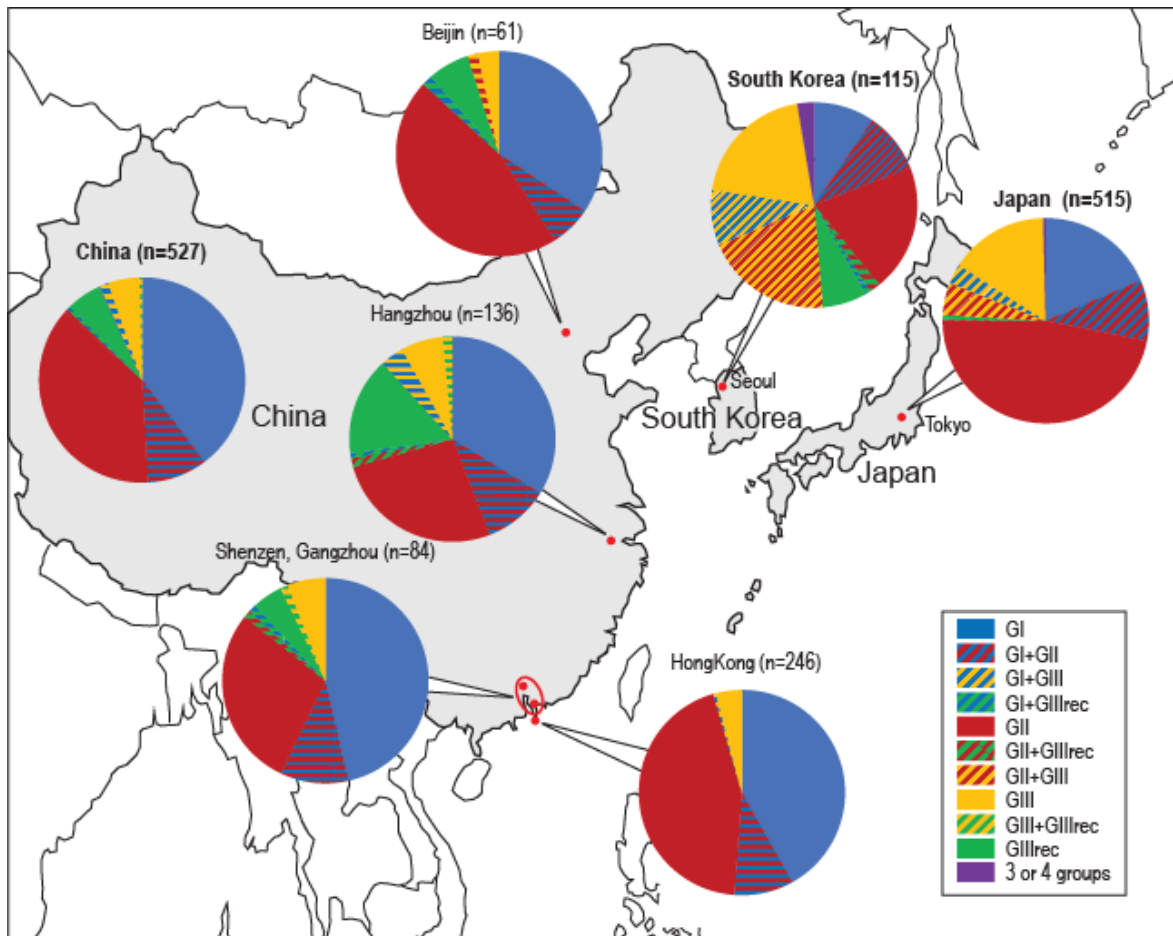 Beijin (n=61)
South Korea (n=115)
Japan (n=515)
China (n=527)
Hangzhou (n=136)
China
Seoul
South Korea
Tokyo
Japan
Shenzen, Gangzhou (n=84)
HongKong (n=246)
GI
GI+GII
GI+GIII
GI+GIIIrec
GII
GII+GIIIrec
GII+GIII
GIII
GIII+GIIIrec
GIIIrec
3 or 4 groups